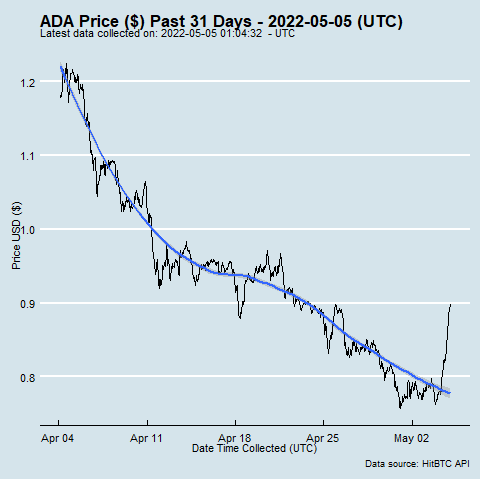 ADA Price ($) Past 31 Days - 2022-05-05 (UTC)
Latest data collected on: 2022-05-05 01:04:32 - UTC
1.2
1.1
1.0
0.9
0.8
Price USD ($)
Apr 04
Apr 11
Apr 18
Apr 25
May 02
Date Time Collected (UTC)
Data source: HitBTC API